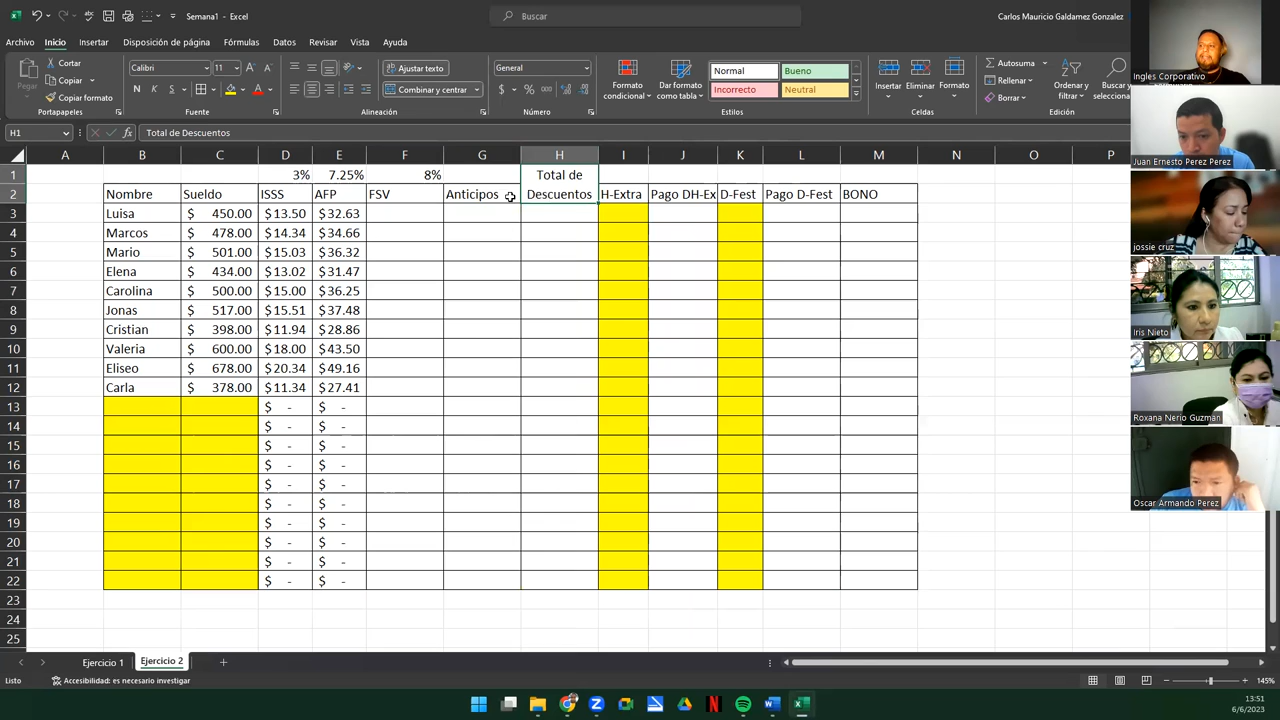 Semana1 - Excel
Buscar
Carlos Mauricio Galdamez Gonzalez
Archivo Inicio Insertar Disposición de página Fórmulas Datos Revisar Vista Ayuda
Pegar
Cortar
Copiar
Copiar formato
Portapapeles
Calibri 11
N K S
Fuente
Ajustar texto
Combinar y centrar
Alineación
General
$ % 000
Número
Formato condicional
Dar formato como tabla
Normal Bueno
Incorrecto Neutral
Estilos
Insertar Eliminar Formato
Celdas
Autosuma
Rellenar
Borrar
Ordenar y filtrar
Buscar y
Edición
H1 fx Total de Descuentos
A B C D E F G H I J K L M N O P
1 3% 7.25% 8% Total de
2 Nombre Sueldo ISSS AFP FSV Anticipos Descuentos H-Extra Pago DH-Ex D-Fest Pago D-Fest BONO
3 Luisa $ 450.00 $13.50 $32.63
4 Marcos $ 478.00 $14.34 $34.66
5 Mario $ 501.00 $15.03 $36.32
6 Elena $ 434.00 $13.02 $31.47
7 Carolina $ 500.00 $15.00 $36.25
8 Jonas $ 517.00 $15.51 $37.48
9 Cristian $ 398.00 $11.94 $28.86
10 Valeria $ 600.00 $18.00 $43.50
11 Eliseo $ 678.00 $20.34 $49.16
12 Carla $ 378.00 $11.34 $27.41
13 $ - $ -
14 $ - $ -
15 $ - $ -
16 $ - $ -
17 $ - $ -
18 $ - $ -
19 $ - $ -
20 $ - $ -
21 $ - $ -
22 $ - $ -
23
24
25
Ejercicio 1 Ejercicio 2
Listo Accesibilidad: es necesario investigar 145%
13:51
6/6/2023
Ingles Corporativo
Juan Ernesto Perez Perez
jossie cruz
Iris Nieto
Roxana Nerio Guzmán
Oscar Armando Perez